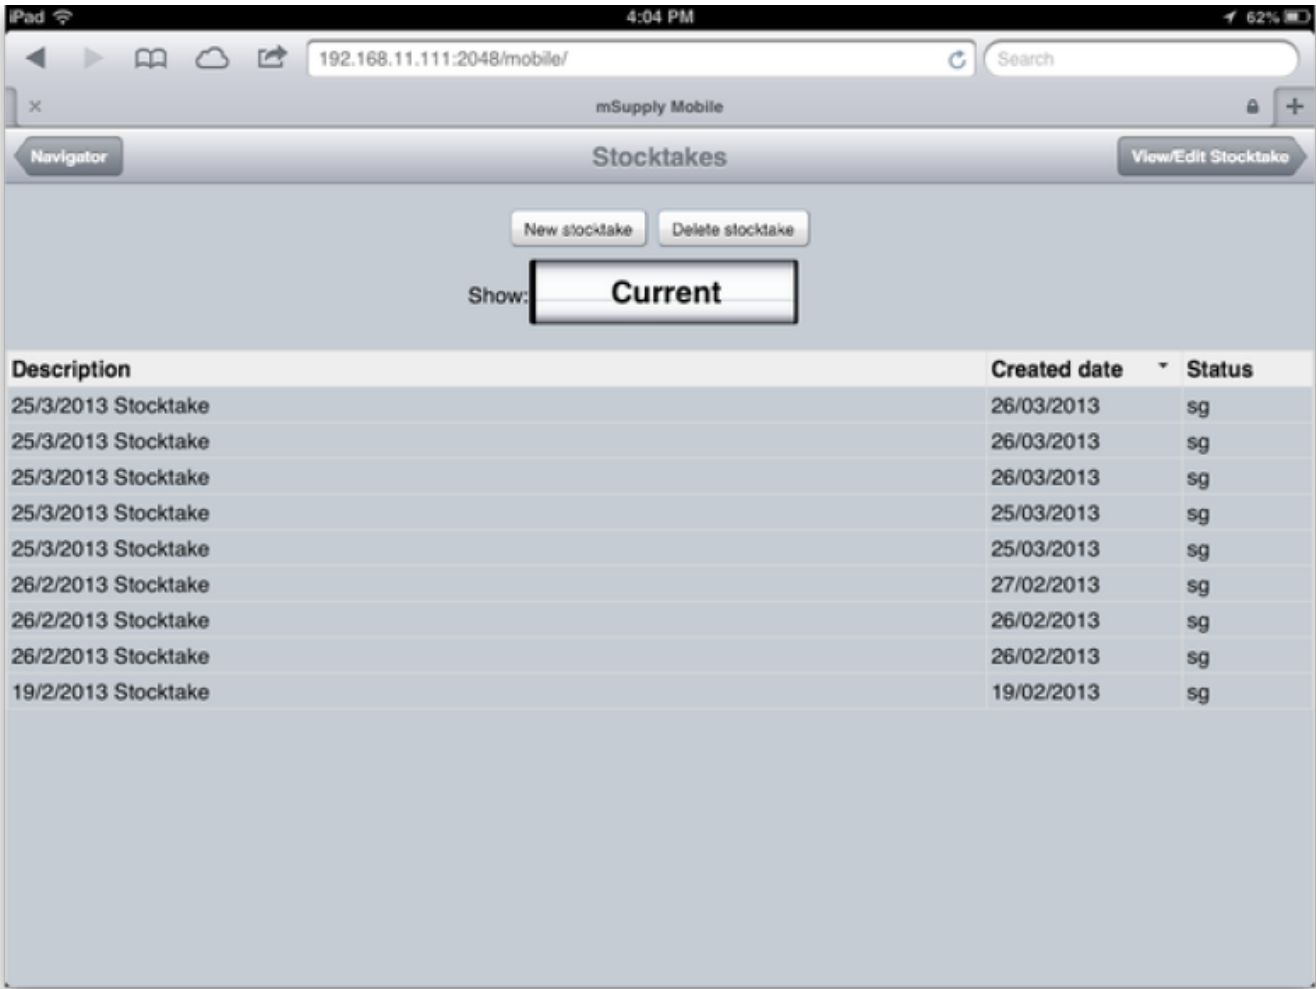 iPad 4:04 PM 62%
192.168.11.111:2048/mobile/ Search
mSupply Mobile
Navigator Stocktakes View/Edit Stocktake
New stocktake Delete stocktake
Show: Current
Description Created date Status
25/3/2013 Stocktake 26/03/2013 sg
25/3/2013 Stocktake 26/03/2013 sg
25/3/2013 Stocktake 26/03/2013 sg
25/3/2013 Stocktake 25/03/2013 sg
25/3/2013 Stocktake 25/03/2013 sg
26/2/2013 Stocktake 27/02/2013 sg
26/2/2013 Stocktake 26/02/2013 sg
26/2/2013 Stocktake 26/02/2013 sg
19/2/2013 Stocktake 19/02/2013 sg